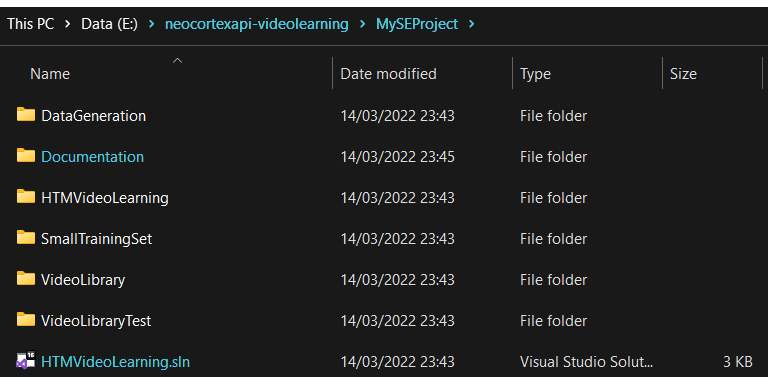 This PC > Data (E:) > neocortexapi-videolearning > MySEProject >
Name Date modified Type Size
DataGeneration 14/03/2022 23:43 File folder
Documentation 14/03/2022 23:45 File folder
HTMVideoLearning 14/03/2022 23:43 File folder
SmallTrainingSet 14/03/2022 23:43 File folder
VideoLibrary 14/03/2022 23:43 File folder
VideoLibraryTest 14/03/2022 23:43 File folder
HTMVideoLearning.sln 14/03/2022 23:43 Visual Studio Solut... 3 KB